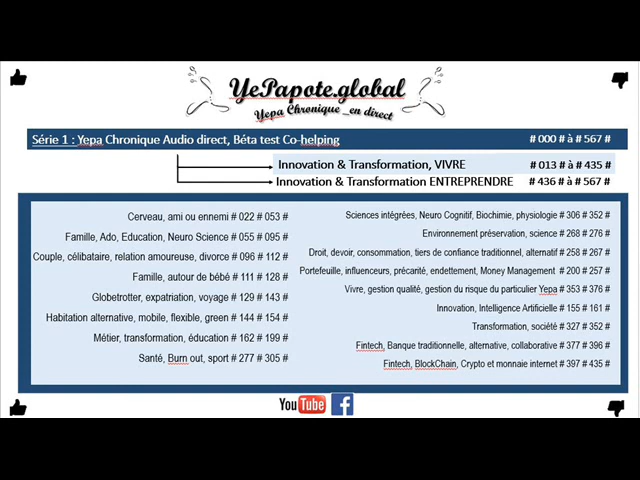 YePapote.global
Yepa Chronique _en direct
Série 1 : Yepa Chronique Audio direct, Béta test Co-helping # 000 # à # 567 #
Innovation & Transformation, VIVRE # 013 # à # 435 #
Innovation & Transformation ENTREPRENDRE # 436 # à # 567 #
Cerveau, ami ou ennemi # 022 # 053 #
Famille, Ado, Education, Neuro Science # 055 # 095 #
Couple, célibataire, relation amoureuse, divorce # 096 # 112 #
Famille, autour de bébé # 111 # 128 #
Globetrotter, expatriation, voyage # 129 # 143 #
Habitation alternative, mobile, flexible, green # 144 # 154 #
Métier, transformation, éducation # 162 # 199 #
Santé, Burn out, sport # 277 # 305 #
Sciences intégrées, Neuro Cognitif, Biochimie, physiologie # 306 # 352 #
Environnement préservation, science # 268 # 276 #
Droit, devoir, consommation, tiers de confiance traditionnel, alternatif # 258 # 267 #
Portefeuille, influenceurs, précarité, endettement, Money Management # 200 # 257 #
Vivre, gestion qualité, gestion du risque du particulier Yepa # 353 # 376 #
Innovation, Intelligence Artificielle # 155 # 161 #
Transformation, société # 327 # 352 #
Fintech, Banque traditionnelle, alternative, collaborative # 377 # 396 #
Fintech, BlockChain, Crypto et monnaie internet # 397 # 435 #
YouTube f